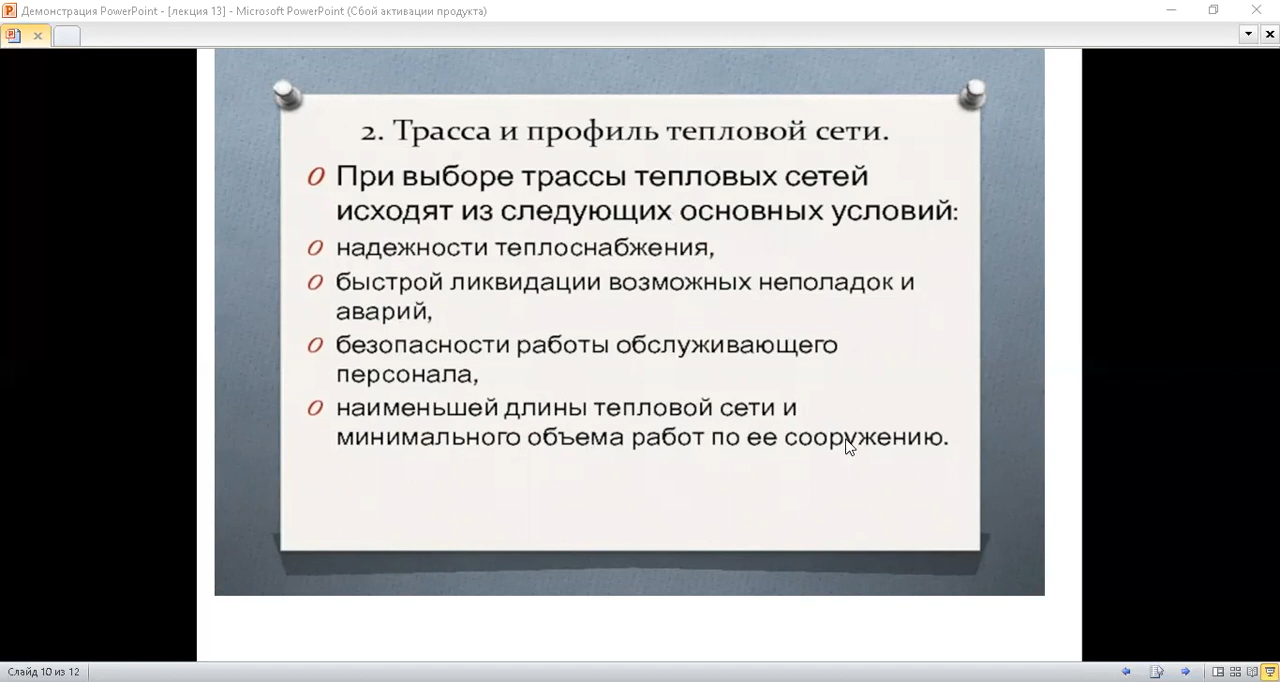 Демонстрация PowerPoint - [лекция 13] - Microsoft PowerPoint (Сбой активации продукта)
2. Трасса и профиль тепловой сети.
При выборе трассы тепловых сетей
исходят из следующих основных условий:
надежности теплоснабжения,
быстрой ликвидации возможных неполадок и
аварий,
безопасности работы обслуживающего
персонала,
наименьшей длины тепловой сети и
минимального объема работ по ее сооружению.
Слайд 10 из 12